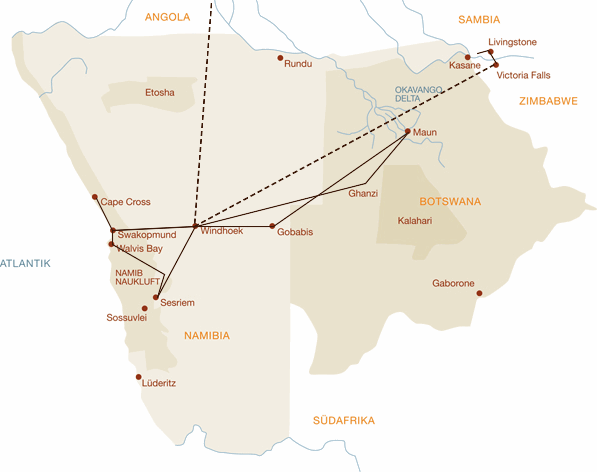 ANGOLA
SAMBIA
Livingstone
Rundu
Kasane
Victoria Falls
Etosha
OKAVANGO
DELTA
ZIMBABWE
Maun
Ghanzi
Cape Cross
BOTSWANA
Kalahari
Swakopmund
Windhoek
Gobabis
Walvis Bay
ATLANTIK
NAMIB
NAUKLUFT
Gaborone
Sesriem
Sossuvlei
NAMIBIA
Lüderitz
SÜDAFRIKA